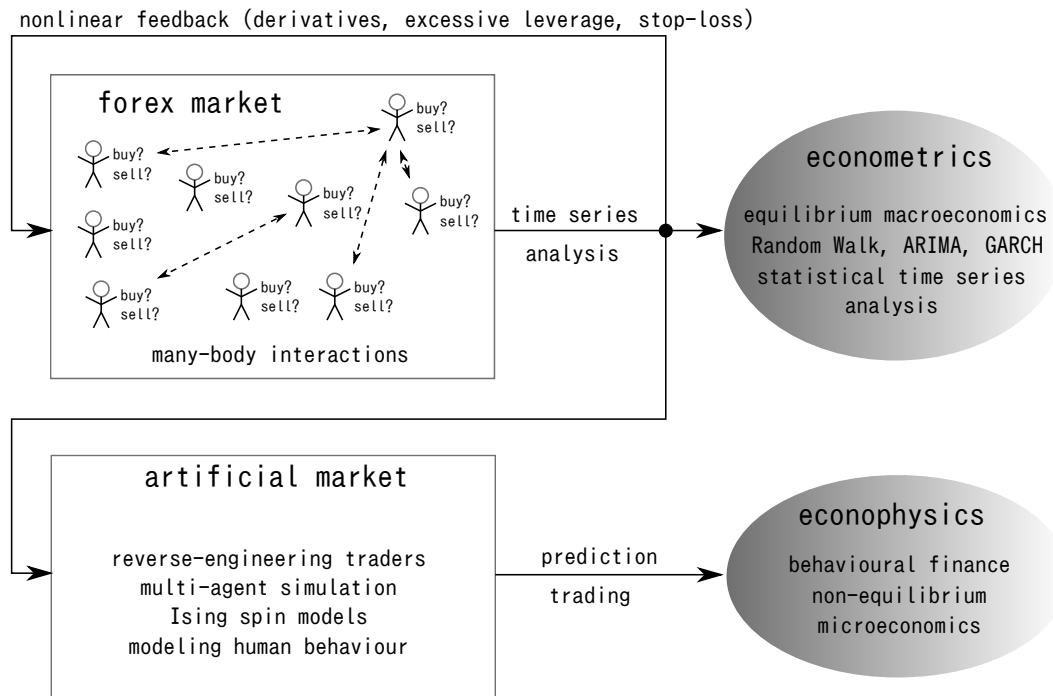 nonlinear feedback (derivatives, excessive leverage, stop-loss)
forex market
buy?
sell?
buy?
sell?
buy?
sell?
buy?
sell?
buy?
sell?
buy?
sell?
buy?
sell?
buy?
sell?
buy?
sell?
many-body interactions
time series
analysis
econometrics
equilibrium macroeconomics
Random Walk, ARIMA, GARCH
statistical time series
analysis
artificial market
reverse-engineering traders
multi-agent simulation
Ising spin models
modeling human behaviour
prediction
trading
econophysics
behavioural finance
non-equilibrium
microeconomics